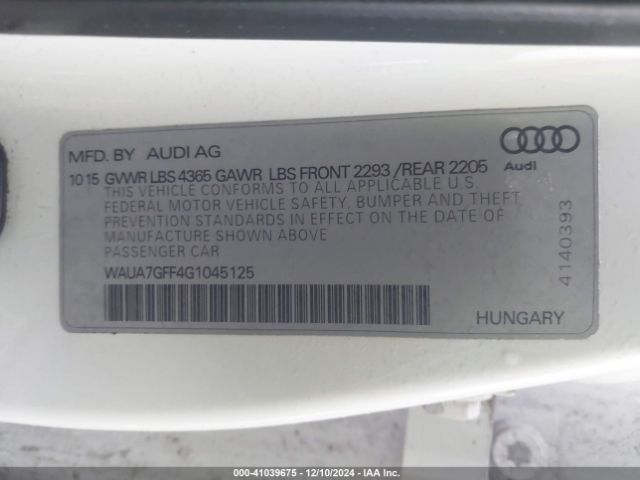 MFD. BY AUDI AG
10 15 GVWR LBS 4365 GAWR LBS FRONT 2293 /REAR 2205
Audi
THIS VEHICLE CONFORMS TO ALL APPLICABLE U.S.
FEDERAL MOTOR VEHICLE SAFETY, BUMPER AND THEFT
PREVENTION STANDARDS IN EFFECT ON THE DATE OF
MANUFACTURE SHOWN ABOVE
PASSENGER CAR
WAUA7GFF4G1045125
HUNGARY
4140393
000-41039675 - 12/10/2024 - IAA Inc.